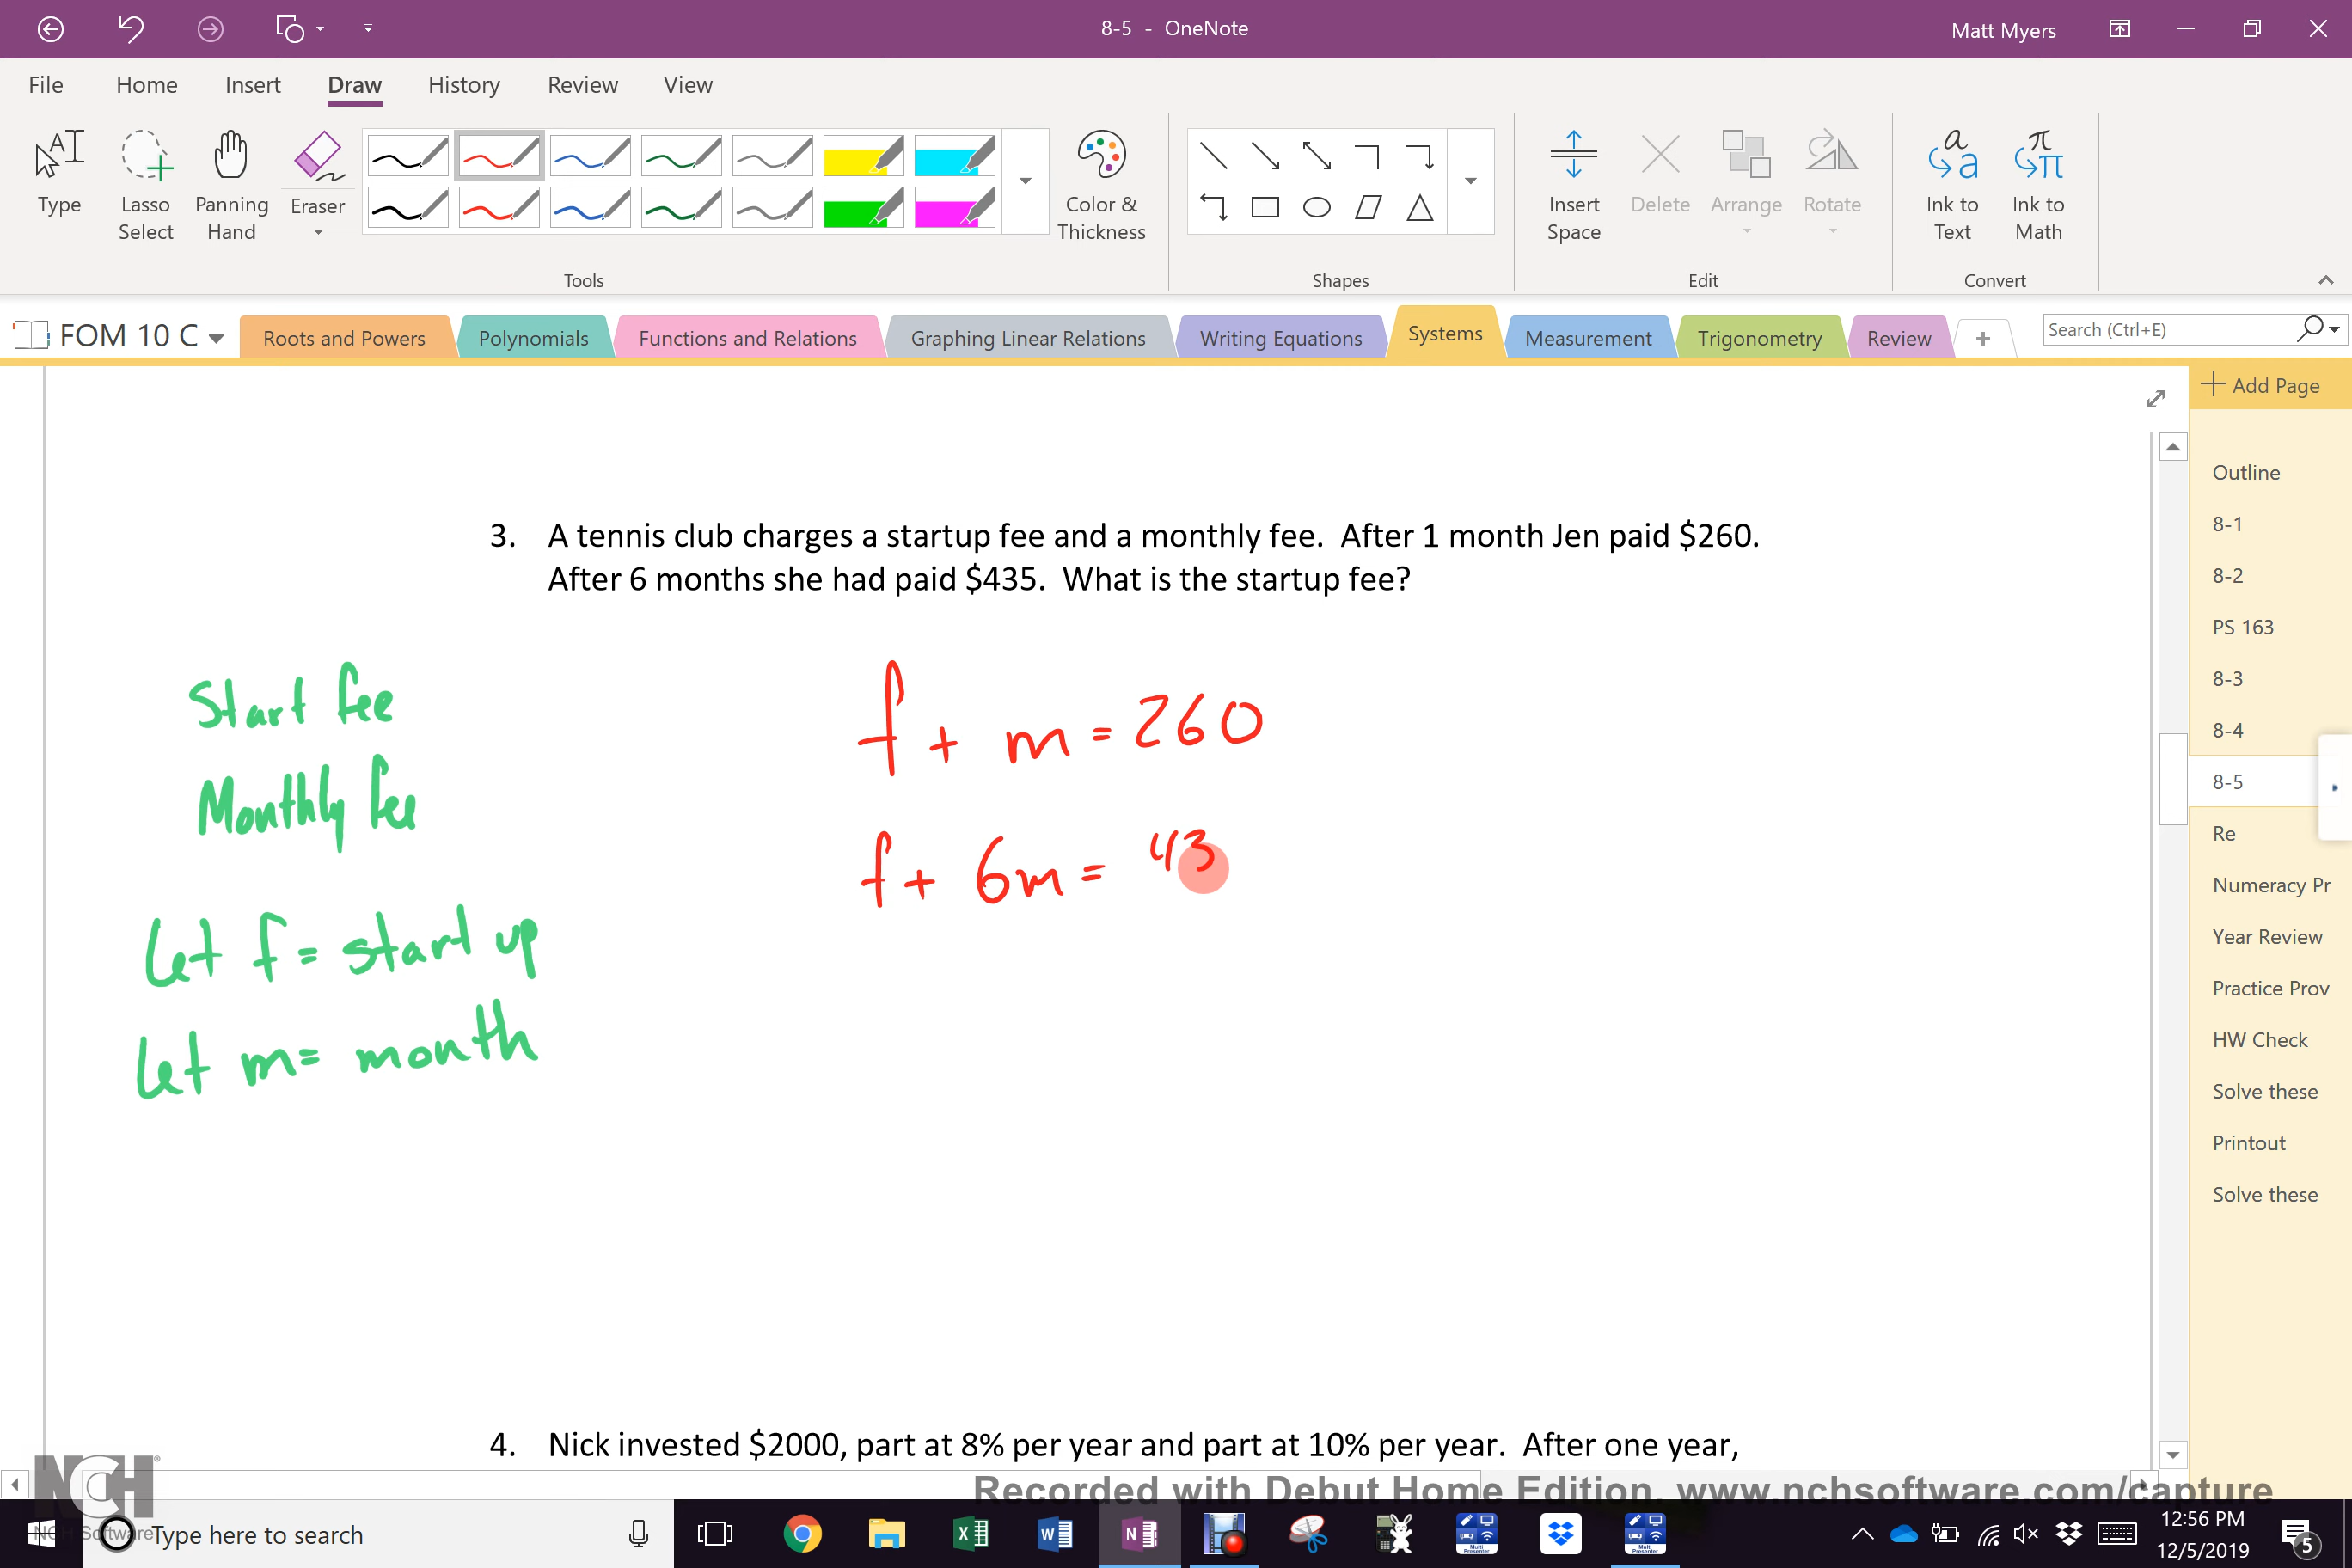 8-5 - OneNote
Matt Myers
File Home Insert Draw History Review View
Type
Lasso Select
Panning Hand
Eraser
Color & Thickness
Insert Space
Delete
Arrange
Rotate
Ink to Text
Ink to Math
Tools
Shapes
Edit
Convert
FOM 10 C
Roots and Powers
Polynomials
Functions and Relations
Graphing Linear Relations
Writing Equations
Systems
Measurement
Trigonometry
Review
Search (Ctrl+E)
Add Page
Outline
8-1
8-2
PS 163
8-3
8-4
8-5
Re
Numeracy Pr
Year Review
Practice Prov
HW Check
Solve these
Printout
Solve these
3. A tennis club charges a startup fee and a monthly fee. After 1 month Jen paid $260.
After 6 months she had paid $435. What is the startup fee?
Start fee
Monthly fee
Let f = start up
Let m = month
f + m = 260
f + 6m = 43
4. Nick invested $2000, part at 8% per year and part at 10% per year. After one year,
NCH
NCH Software
Recorded with Debut Home Edition. www.nchsoftware.com/capture
Type here to search
12:56 PM
12/5/2019
5